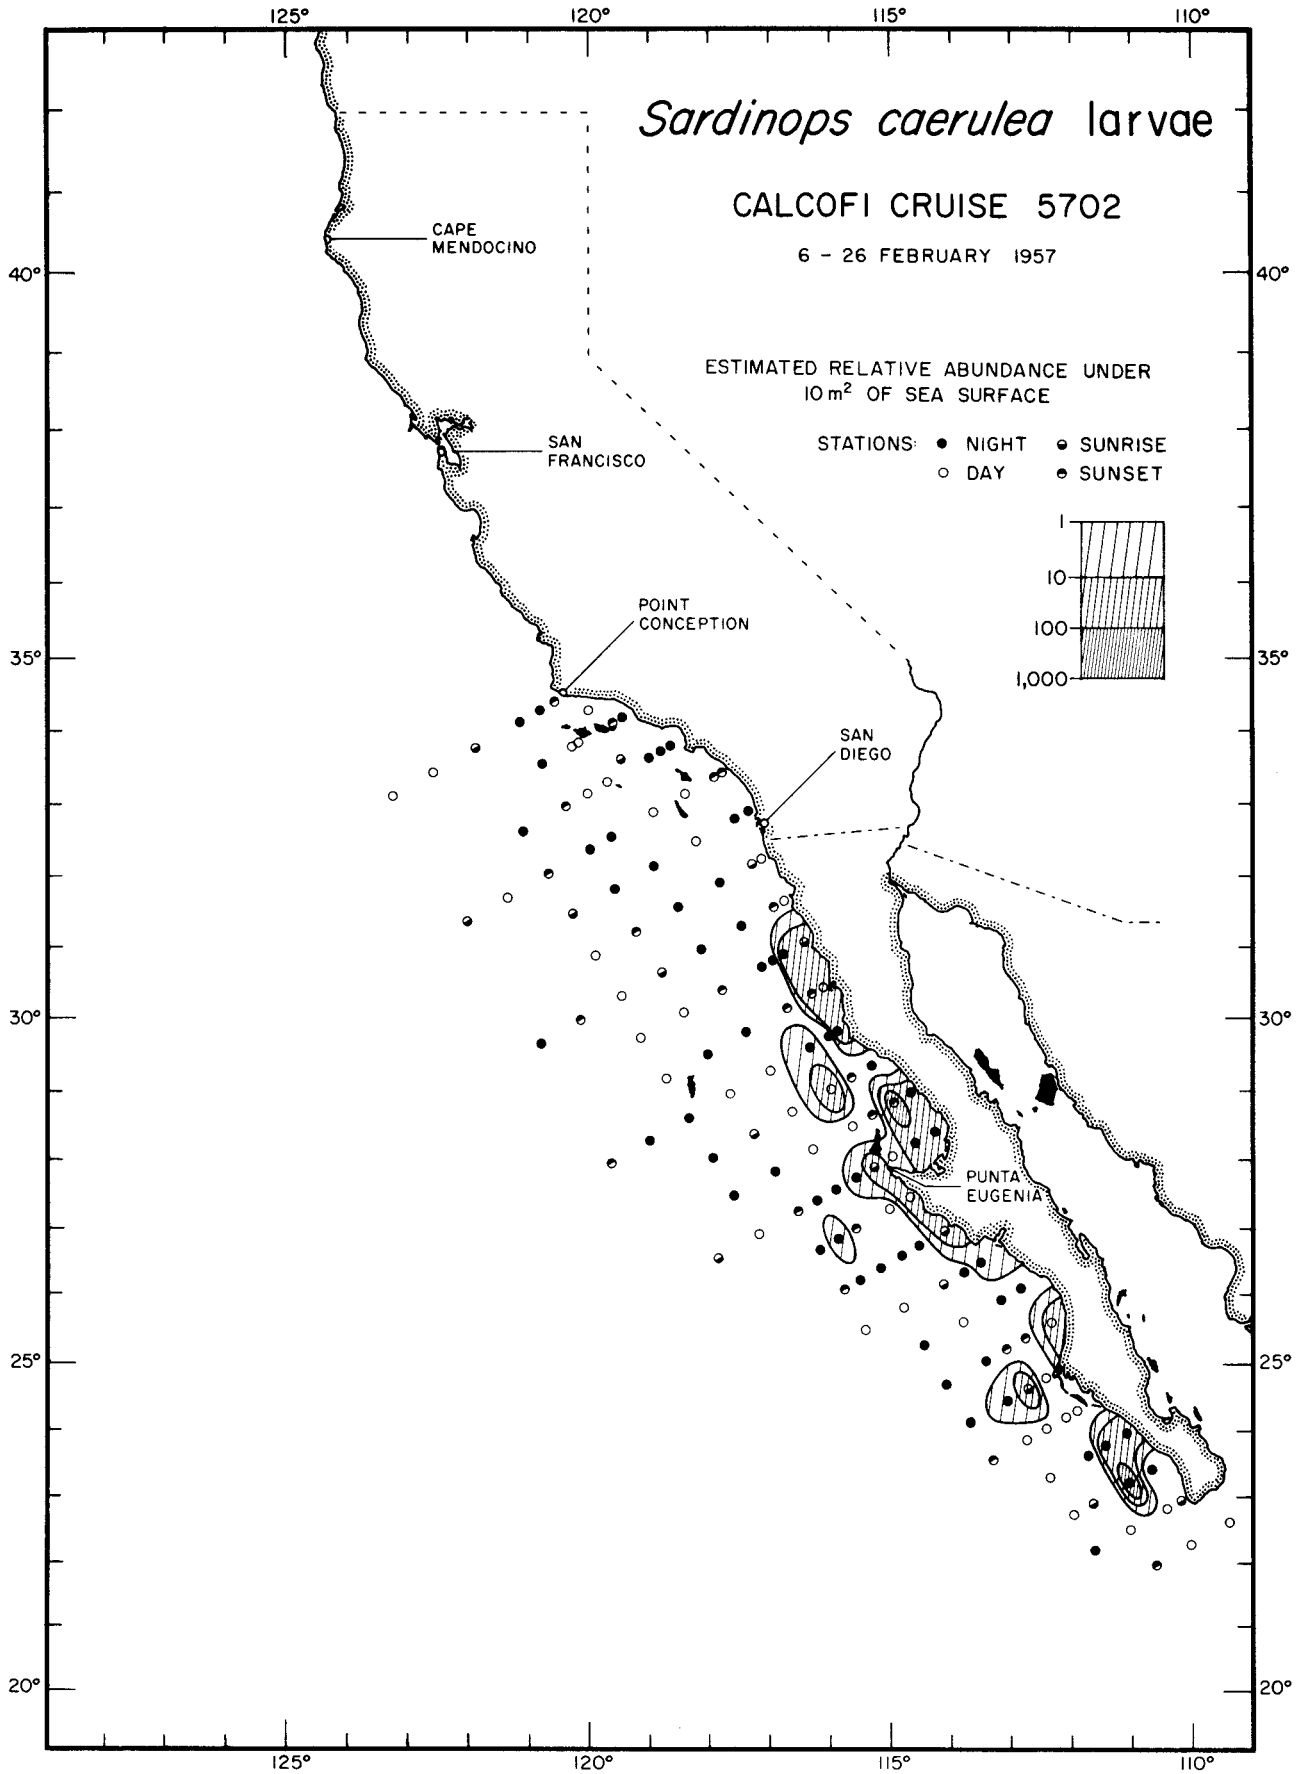 125° 120° 115° 110°
Sardinops caerulea larvae
CALCOFI CRUISE 5702
6 – 26 FEBRUARY 1957
CAPE
MENDOCINO
40° 40°
ESTIMATED RELATIVE ABUNDANCE UNDER
10 m² OF SEA SURFACE
STATIONS: NIGHT SUNRISE
DAY SUNSET
SAN
FRANCISCO
1
10
100
1,000
POINT
CONCEPTION
35° 35°
SAN
DIEGO
30° 30°
PUNTA
EUGENIA
25° 25°
20° 20°
125° 120° 115° 110°